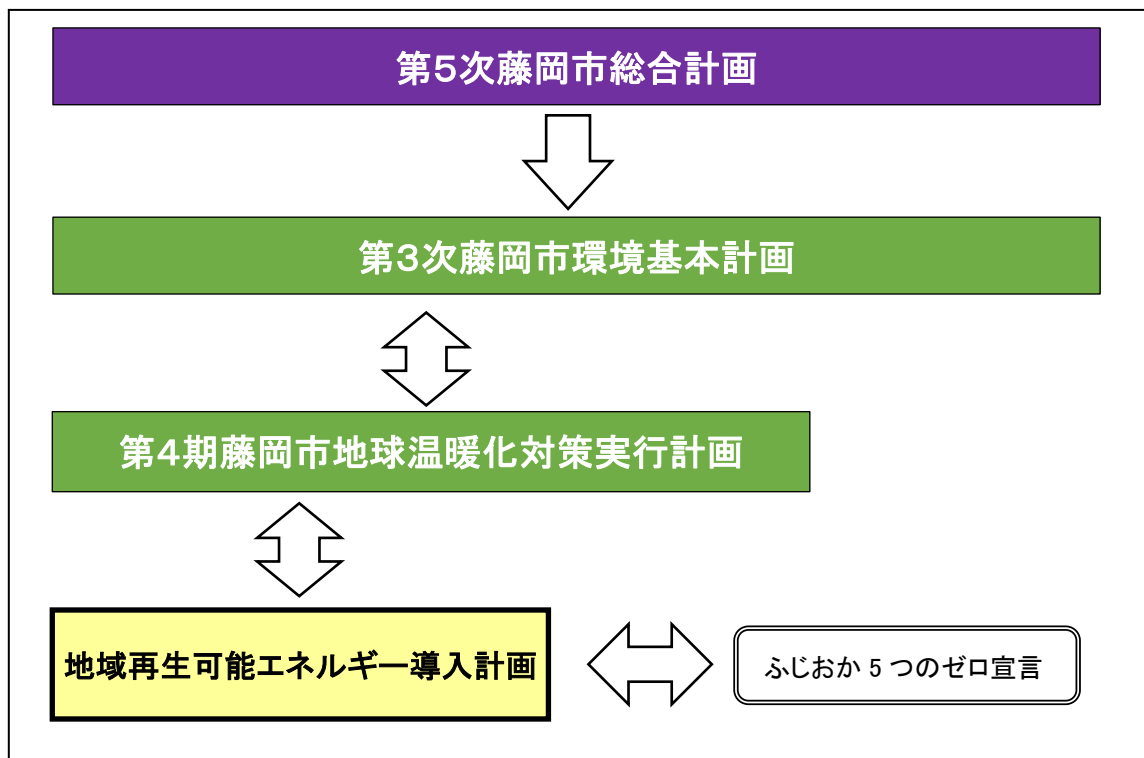 第5次藤岡市総合計画
第3次藤岡市環境基本計画
第4期藤岡市地球温暖化対策実行計画
地域再生可能エネルギー導入計画
ふじおか 5 つのゼロ宣言